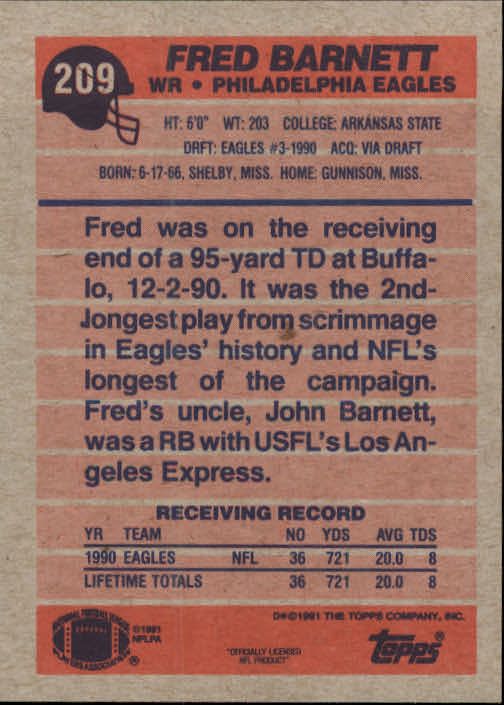 209
FRED BARNETT
WR • PHILADELPHIA EAGLES
HT: 6'0" WT: 203 COLLEGE: ARKANSAS STATE
DRFT: EAGLES #3-1990 ACQ: VIA DRAFT
BORN: 6-17-66, SHELBY, MISS. HOME: GUNNISON, MISS.
Fred was on the receiving
end of a 95-yard TD at Buffa-
lo, 12-2-90. It was the 2nd-
longest play from scrimmage
in Eagles' history and NFL's
longest of the campaign.
Fred's uncle, John Barnett,
was a RB with USFL's Los An-
geles Express.
RECEIVING RECORD
YR TEAM NO YDS AVG TDS
1990 EAGLES NFL 36 721 20.0 8
LIFETIME TOTALS 36 721 20.0 8
D*©1991 THE TOPPS COMPANY, INC.
©1991
NFLPA
"OFFICIALLY LICENSED
NFL PRODUCT"
topps®